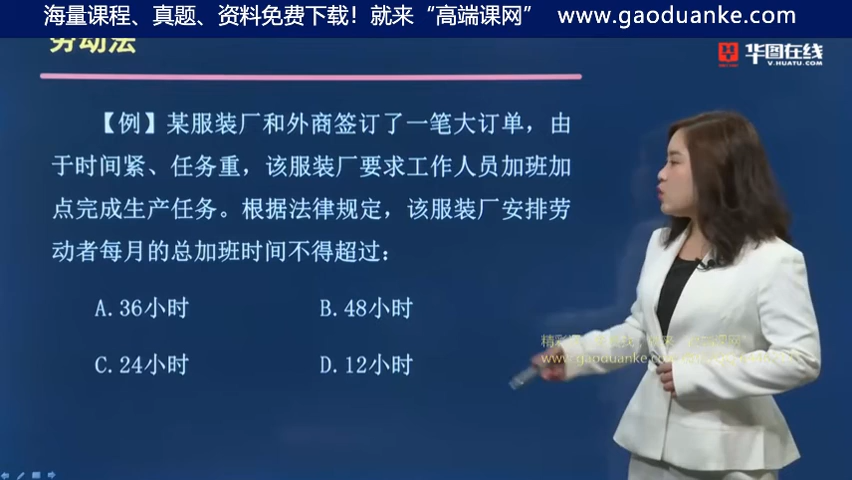 海量课程、真题、资料免费下载！就来“高端课网” www.gaoduanke.com
劳动法
华图在线
V.HUATU.COM
【例】某服装厂和外商签订了一笔大订单，由
于时间紧、任务重，该服装厂要求工作人员加班加
点完成生产任务。根据法律规定，该服装厂安排劳
动者每月的总加班时间不得超过：
A.36小时 B.48小时
C.24小时 D.12小时
www.gaoduanke.com